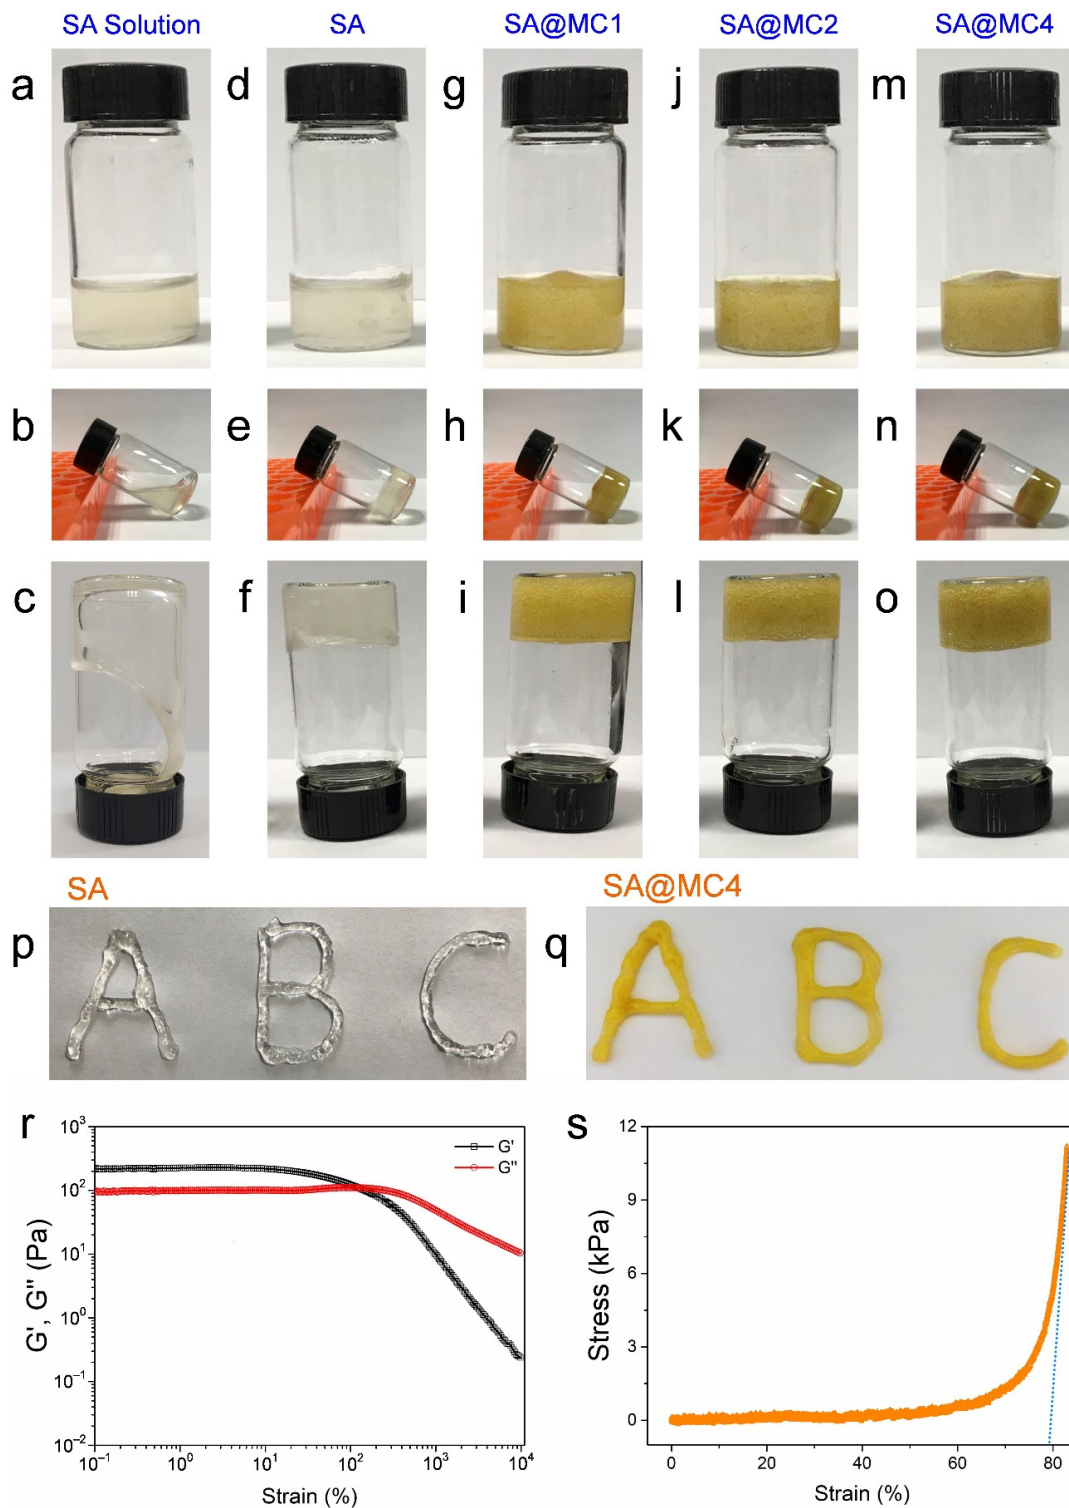 SA Solution SA SA@MC1 SA@MC2 SA@MC4
a d g j m
b e h k n
c f i l o
SA SA@MC4
p A B C q A B C
r
10³
10²
10¹
10⁰
10⁻¹
10⁻²
G', G'' (Pa)
G'
G''
10⁻¹ 10⁰ 10¹ 10² 10³ 10⁴
Strain (%)
s
12
9
6
3
0
Stress (kPa)
0 20 40 60 80
Strain (%)